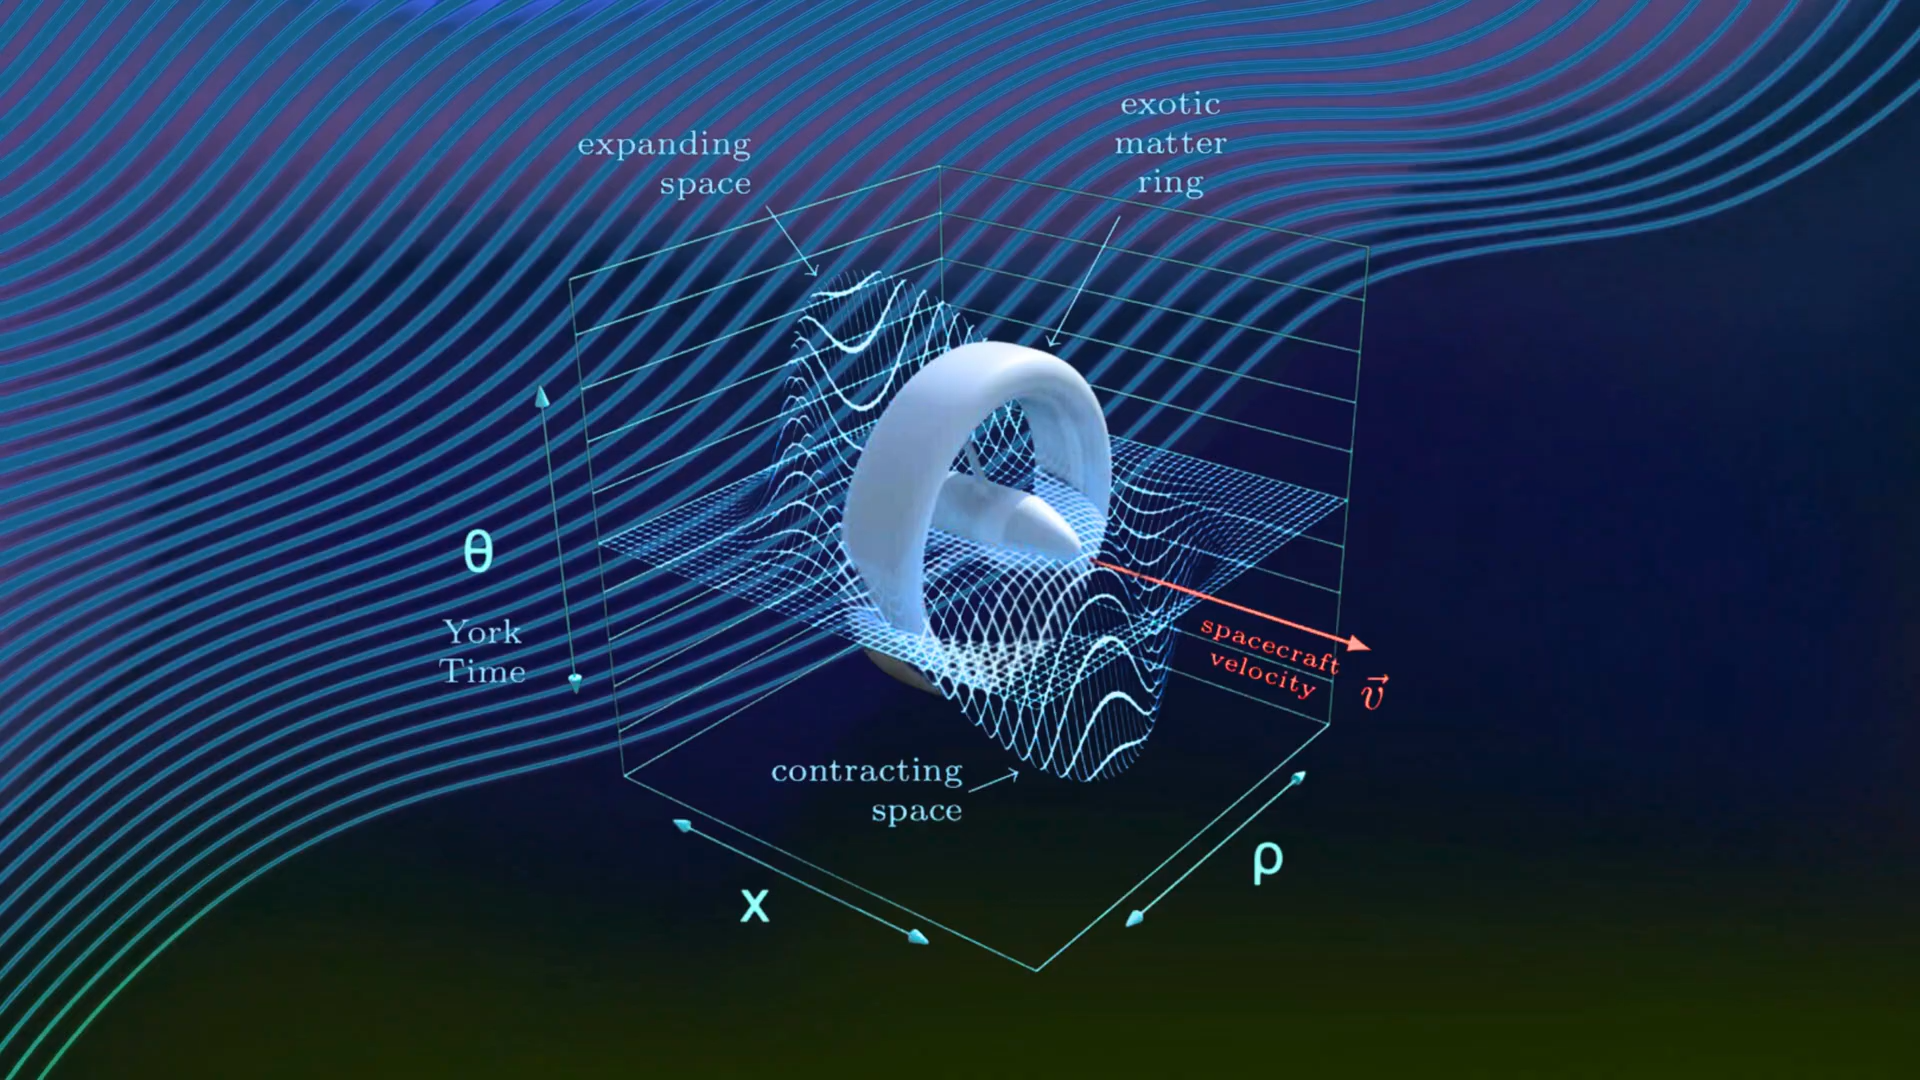 exotic
matter
ring
expanding
space
θ
York
Time
spacecraft
velocity
v⃗
contracting
space
x
ρ